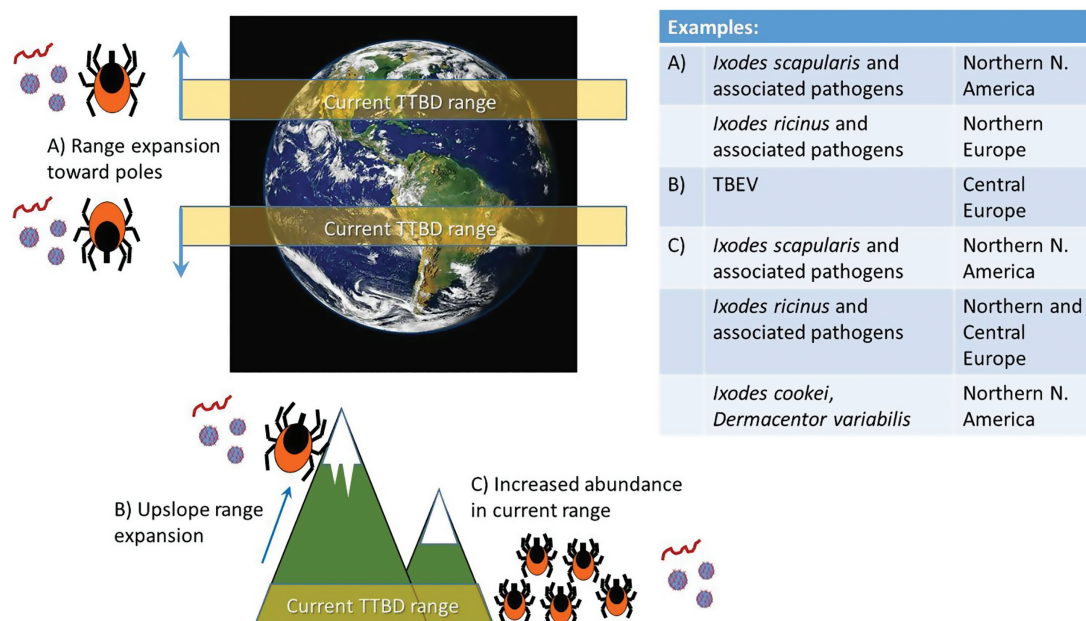 Current TTBD range
A) Range expansion
toward poles
Current TTBD range
B) Upslope range
expansion
C) Increased abundance
in current range
Current TTBD range
Examples:
A) Ixodes scapularis and Northern N.
associated pathogens America
Ixodes ricinus and Northern
associated pathogens Europe
B) TBEV Central
Europe
C) Ixodes scapularis and Northern N.
associated pathogens America
Ixodes ricinus and Northern and
associated pathogens Central
Europe
Ixodes cookei, Northern N.
Dermacentor variabilis America